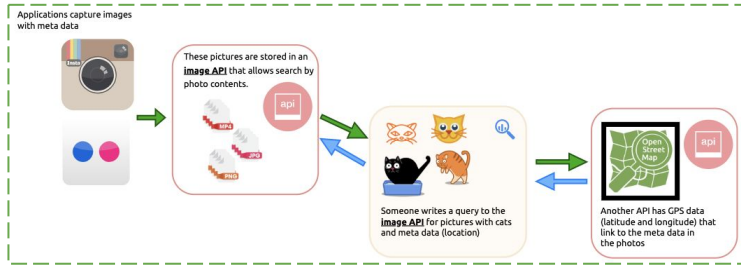 Applications capture images
with meta data
Insta
These pictures are stored in an
image API that allows search by
photo contents.
api
MP4
JPG
PNG
Someone writes a query to the
image API for pictures with cats
and meta data (location)
Open
Street
Map
api
Another API has GPS data
(latitude and longitude) that
link to the meta data in
the photos